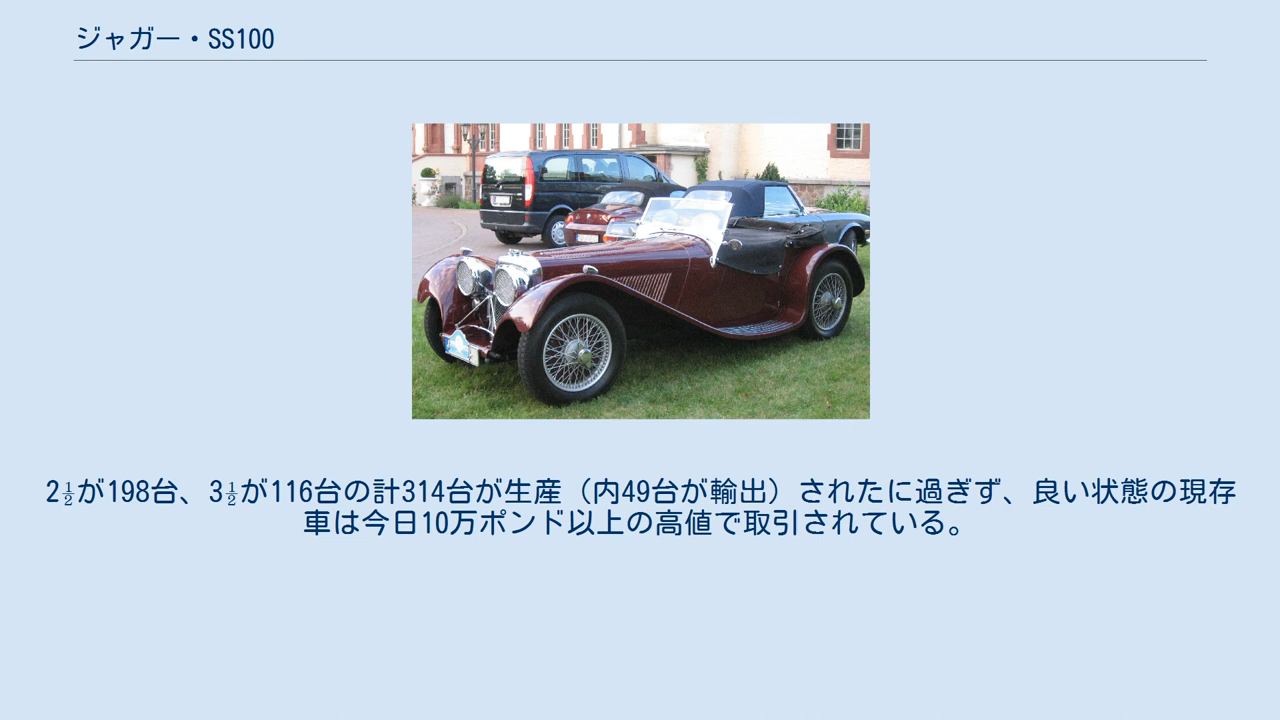 ジャガー・SS100
2½が198台、3½が116台の計314台が生産（内49台が輸出）されたに過ぎず、良い状態の現存
車は今日10万ポンド以上の高値で取引されている。